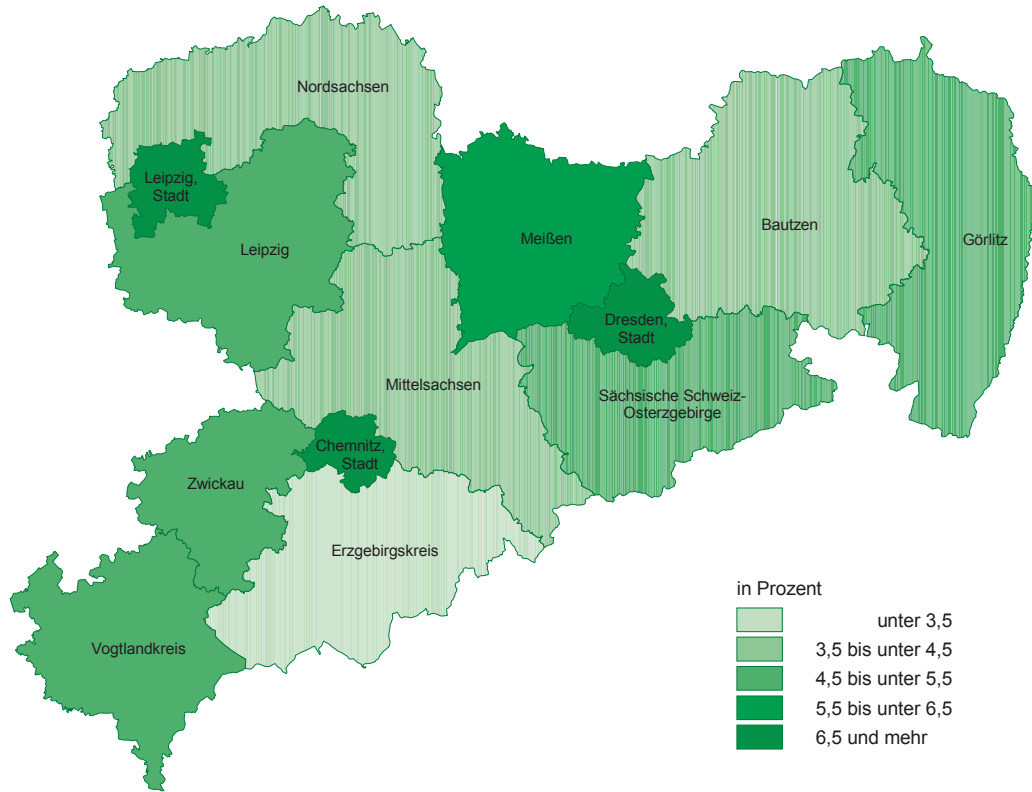 Nordsachsen
Leipzig,
Stadt
Leipzig
Meißen
Bautzen
Görlitz
Dresden,
Stadt
Mittelsachsen
Sächsische Schweiz-
Osterzgebirge
Chemnitz,
Stadt
Zwickau
Erzgebirgskreis
Vogtlandkreis
in Prozent
unter 3,5
3,5 bis unter 4,5
4,5 bis unter 5,5
5,5 bis unter 6,5
6,5 und mehr